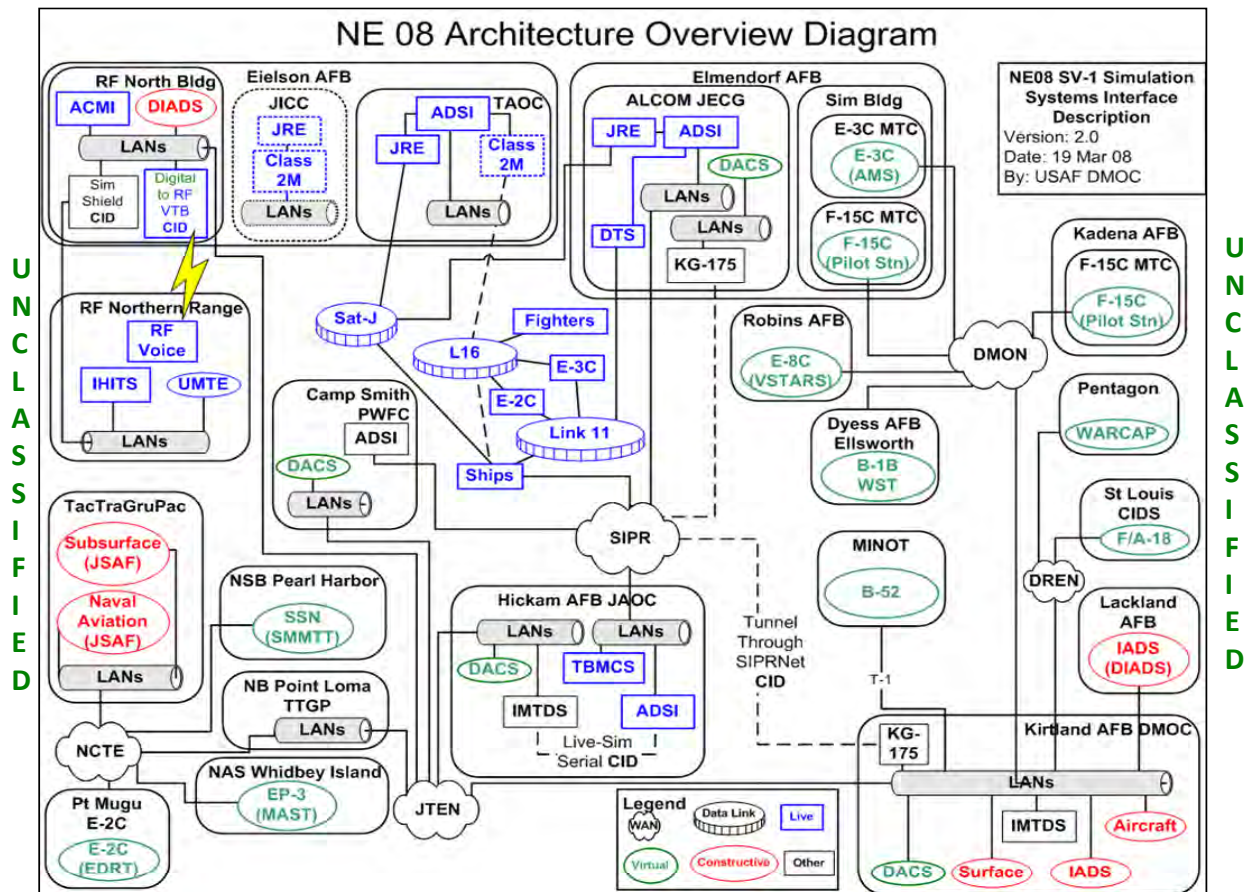 NE 08 Architecture Overview Diagram
UNCLASSIFIED
UNCLASSIFIED
RF North Bldg
ACMI
DIADS
LANs
Sim
Shield
CID
Digital
to RF
VTB
CID
Eielson AFB
JICC
JRE
Class
2M
LANs
TAOC
ADSI
JRE
Class
2M
LANs
Elmendorf AFB
ALCOM JECG
JRE
ADSI
DACS
LANs
LANs
DTS
KG-175
Sim Bldg
E-3C MTC
E-3C
(AMS)
F-15C MTC
F-15C
(Pilot Stn)
NE08 SV-1 Simulation
Systems Interface
Description
Version: 2.0
Date: 19 Mar 08
By: USAF DMOC
Kadena AFB
F-15C MTC
F-15C
(Pilot Stn)
RF Northern Range
RF
Voice
IHITS
UMTE
LANs
Sat-J
Fighters
L16
E-3C
E-2C
Link 11
Ships
Robins AFB
E-8C
(VSTARS)
DMON
Dyess AFB
Ellsworth
B-1B
WST
Pentagon
WARCAP
Camp Smith
PWFC
ADSI
DACS
LANs
St Louis
CIDS
F/A-18
TacTraGruPac
Subsurface
(JSAF)
Naval
Aviation
(JSAF)
LANs
SIPR
MINOT
B-52
DREN
NSB Pearl Harbor
SSN
(SMMTT)
Hickam AFB JAOC
LANs
LANs
DACS
TBMCS
IMTDS
ADSI
Live-Sim
Serial CID
Tunnel
Through
SIPRNet
CID
T-1
Lackland
AFB
IADS
(DIADS)
NB Point Loma
TTGP
LANs
NCTE
NAS Whidbey Island
EP-3
(MAST)
JTEN
Pt Mugu
E-2C
E-2C
(EDRT)
Legend
WAN
Data Link
Live
Virtual
Constructive
Other
KG-
175
Kirtland AFB DMOC
LANs
IMTDS
Aircraft
DACS
Surface
IADS